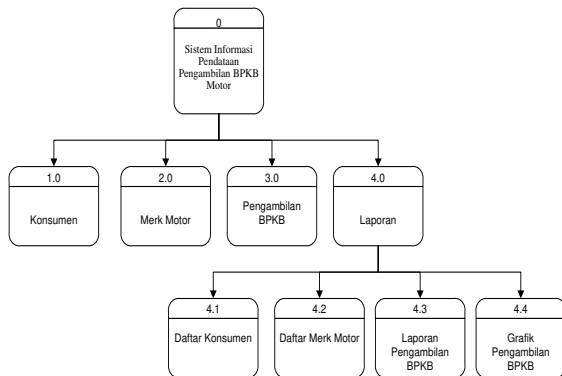 0
Sistem Informasi
Pendataan
Pengambilan BPKB
Motor
1.0
Konsumen
2.0
Merk Motor
3.0
Pengambilan
BPKB
4.0
Laporan
4.1
Daftar Konsumen
4.2
Daftar Merk Motor
4.3
Laporan
Pengambilan
BPKB
4.4
Grafik
Pengambilan
BPKB